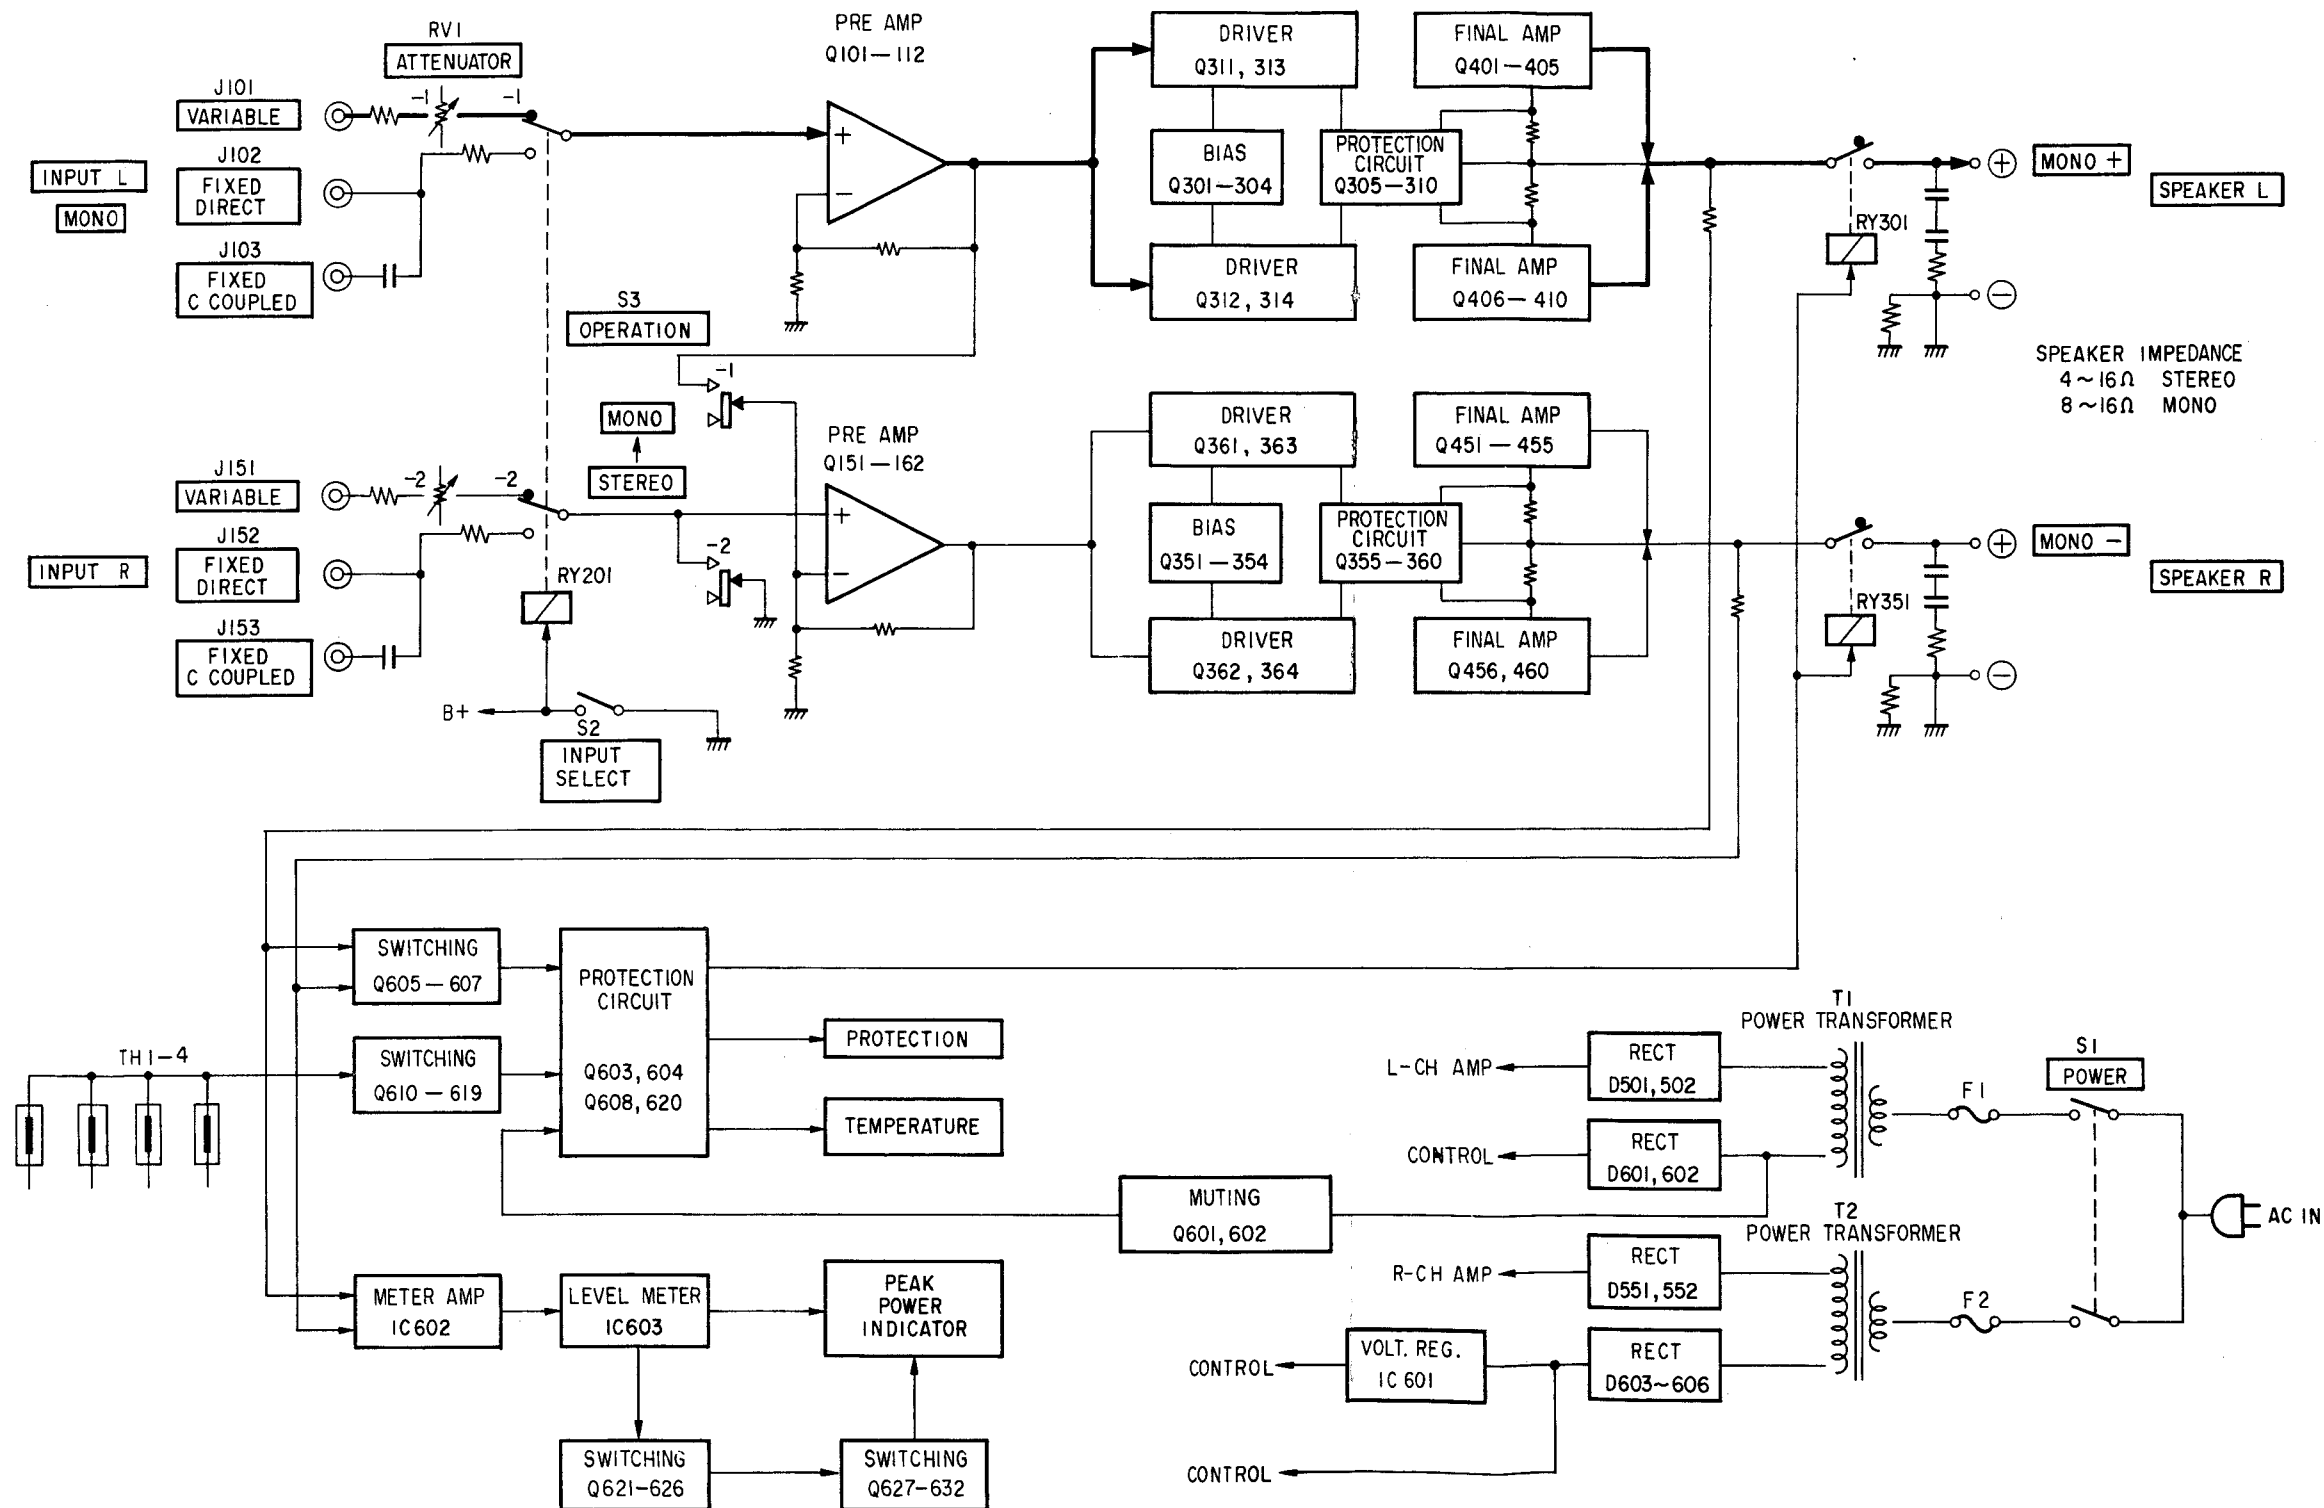 RV1
ATTENUATOR
PRE AMP
Q101—112
DRIVER
Q311, 313
FINAL AMP
Q401—405
J101
VARIABLE
-1
-1
J102
FIXED
DIRECT
INPUT L
MONO
J103
FIXED
C COUPLED
+
−
BIAS
Q301—304
PROTECTION
CIRCUIT
Q305—310
DRIVER
Q312, 314
FINAL AMP
Q406—410
RY301
+
MONO +
SPEAKER L
−
SPEAKER IMPEDANCE
4~16Ω STEREO
8~16Ω MONO
S3
OPERATION
-1
MONO
STEREO
-2
PRE AMP
Q151—162
+
−
DRIVER
Q361, 363
FINAL AMP
Q451—455
J151
VARIABLE
-2
-2
J152
FIXED
DIRECT
INPUT R
J153
FIXED
C COUPLED
RY201
BIAS
Q351—354
PROTECTION
CIRCUIT
Q355—360
DRIVER
Q362, 364
FINAL AMP
Q456, 460
RY351
+
MONO −
SPEAKER R
−
B+
S2
INPUT
SELECT
SWITCHING
Q605—607
PROTECTION
CIRCUIT
Q603, 604
Q608, 620
PROTECTION
TH1-4
SWITCHING
Q610—619
TEMPERATURE
MUTING
Q601, 602
T1
POWER TRANSFORMER
L-CH AMP
RECT
D501, 502
CONTROL
RECT
D601, 602
F1
S1
POWER
AC IN
T2
POWER TRANSFORMER
R-CH AMP
RECT
D551, 552
F2
CONTROL
VOLT. REG.
IC 601
RECT
D603~606
CONTROL
METER AMP
IC602
LEVEL METER
IC603
PEAK
POWER
INDICATOR
SWITCHING
Q621-626
SWITCHING
Q627-632